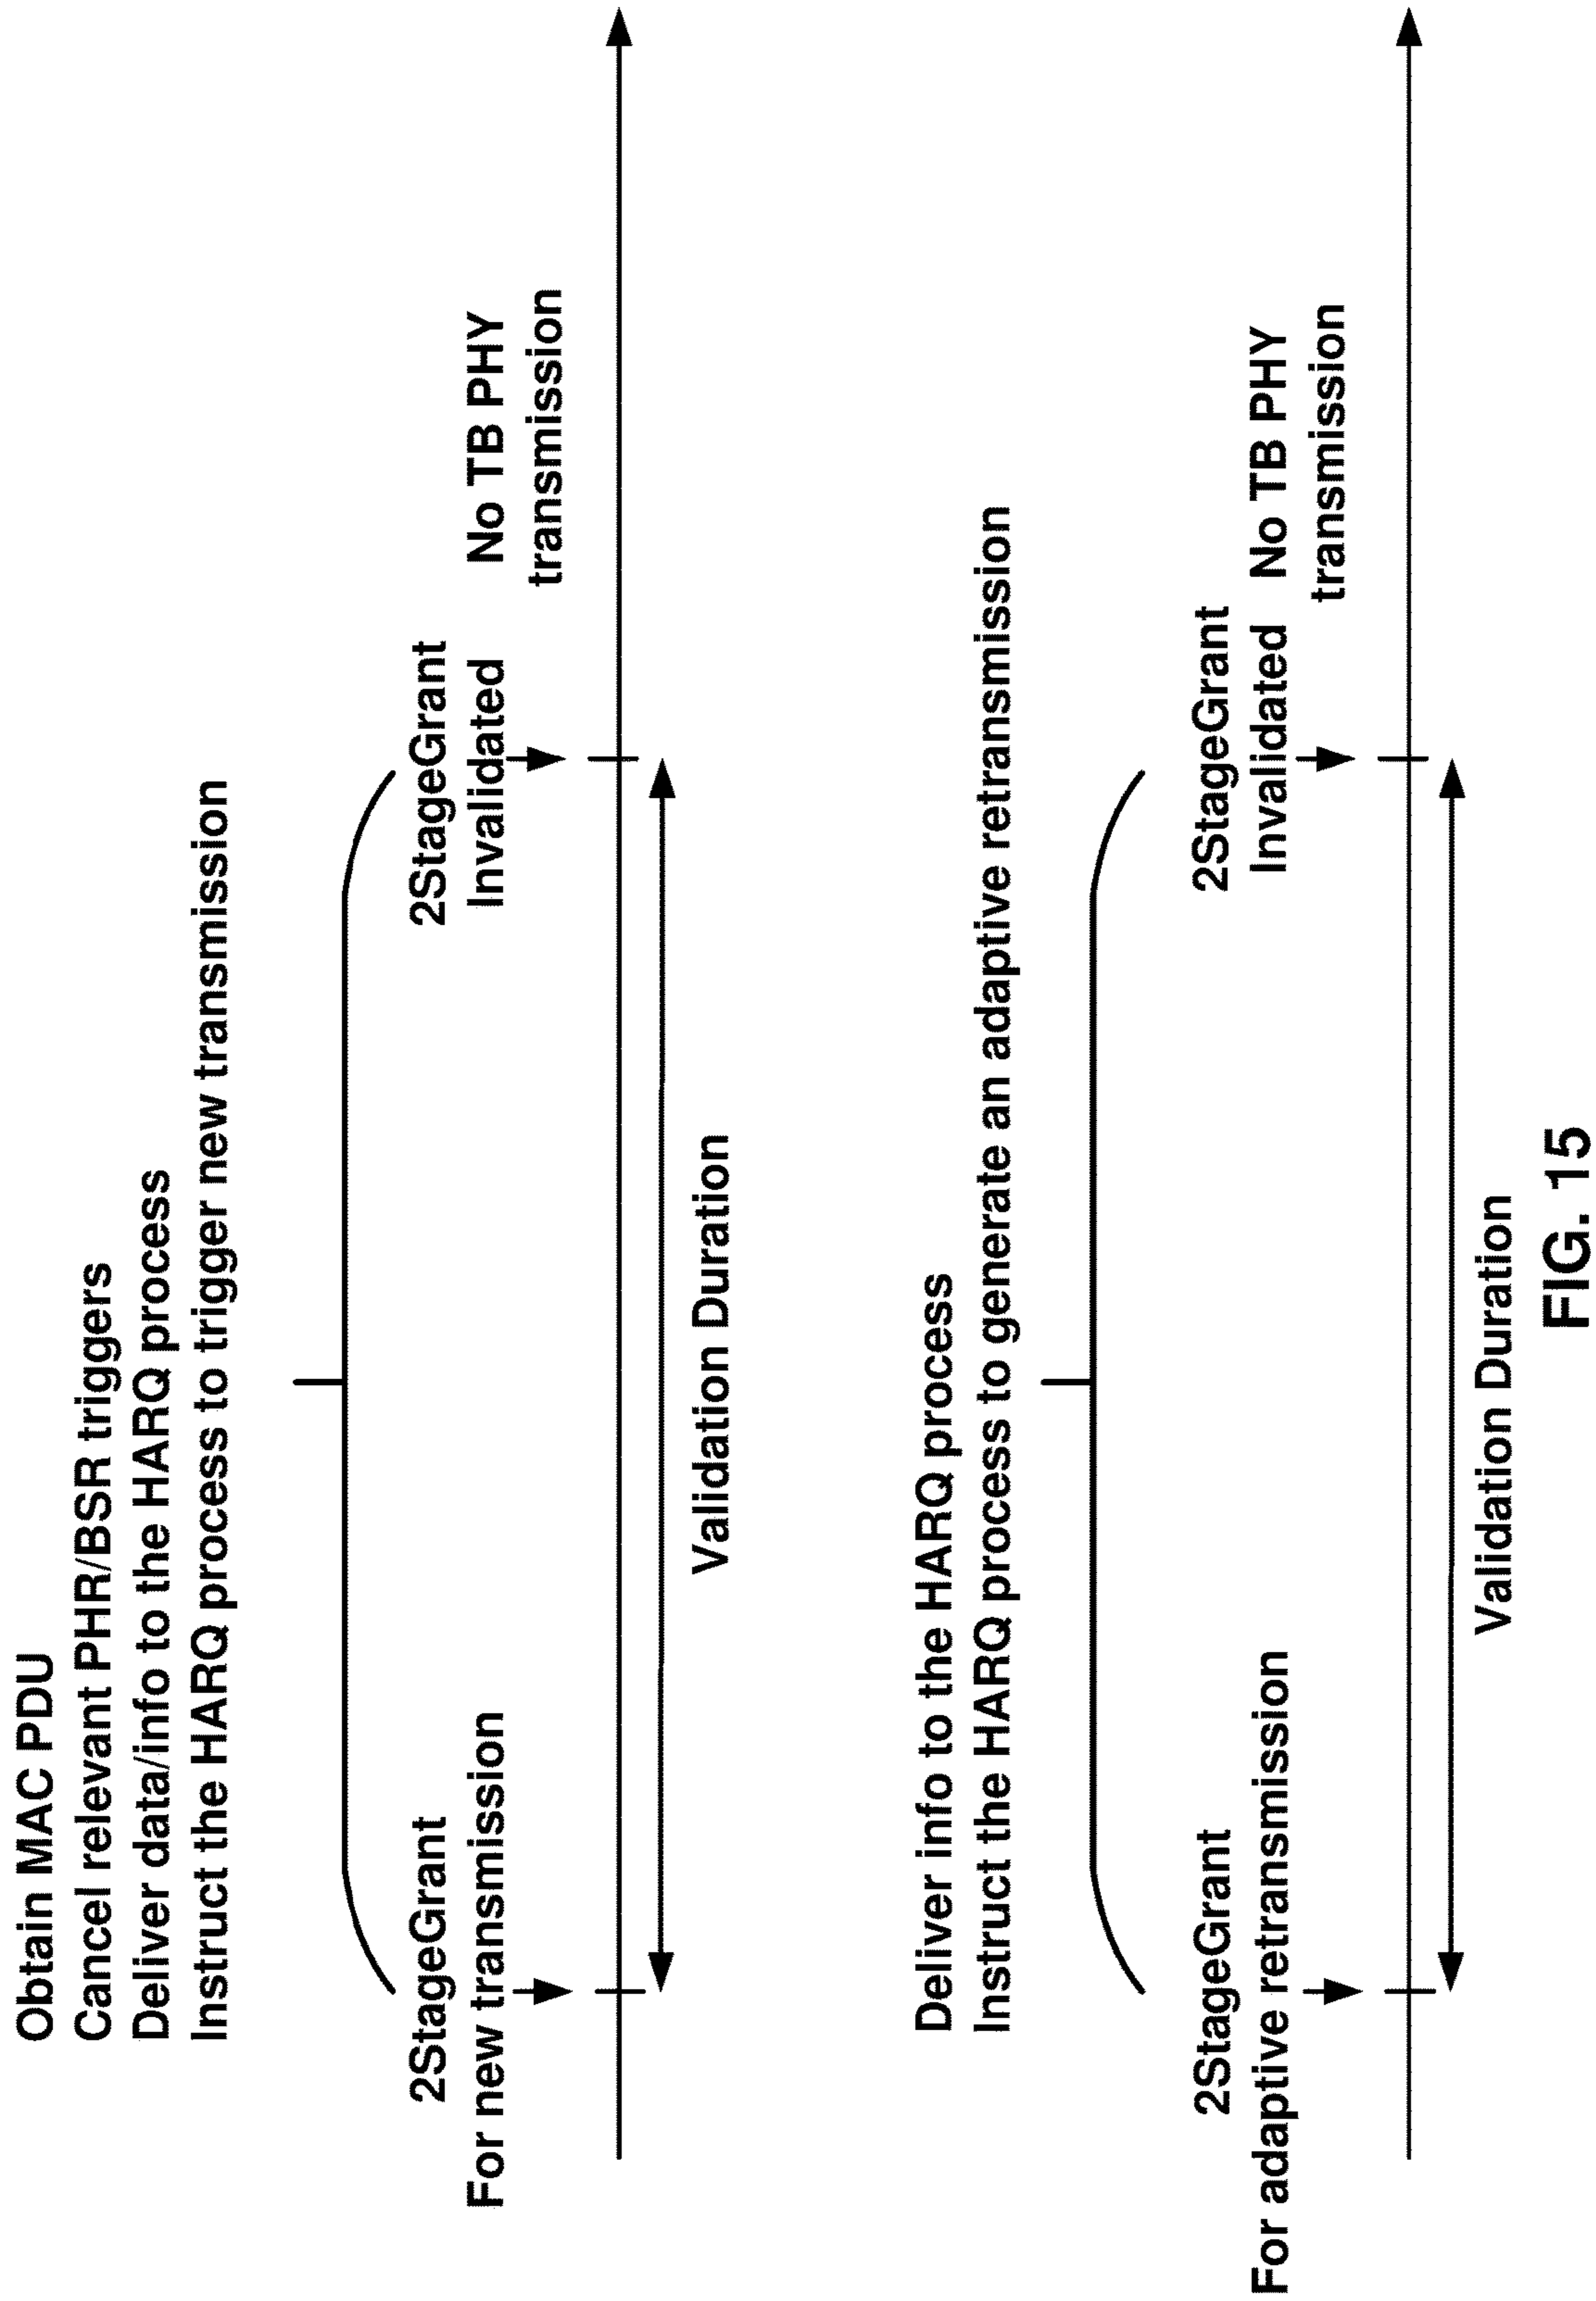 Obtain MAC PDU
Cancel relevant PHR/BSR triggers
Deliver data/info to the HARQ process
Instruct the HARQ process to trigger new transmission
2StageGrant
For new transmission
2StageGrant
Invalidated
No TB PHY
transmission
Validation Duration
Deliver info to the HARQ process
Instruct the HARQ process to generate an adaptive retransmission
2StageGrant
For adaptive retransmission
2StageGrant
Invalidated
No TB PHY
transmission
Validation Duration
FIG. 15